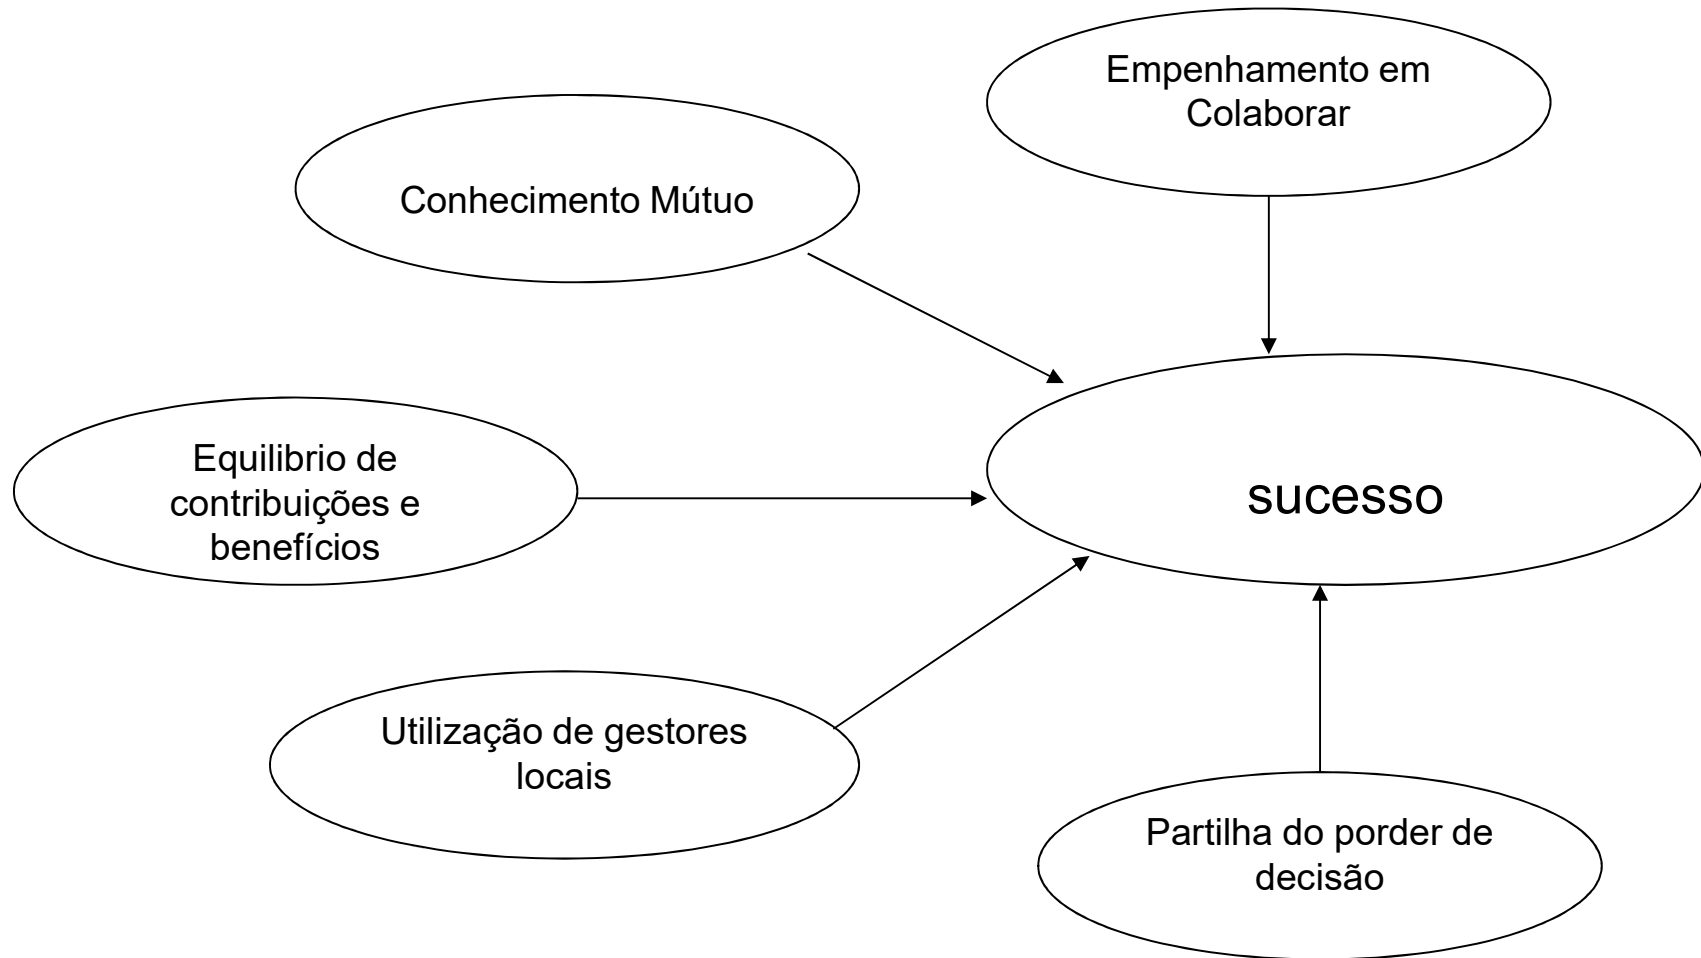 Empenhamento em
Colaborar
Conhecimento Mútuo
Equilibrio de
contribuições e
benefícios
sucesso
Utilização de gestores
locais
Partilha do porder de
decisão